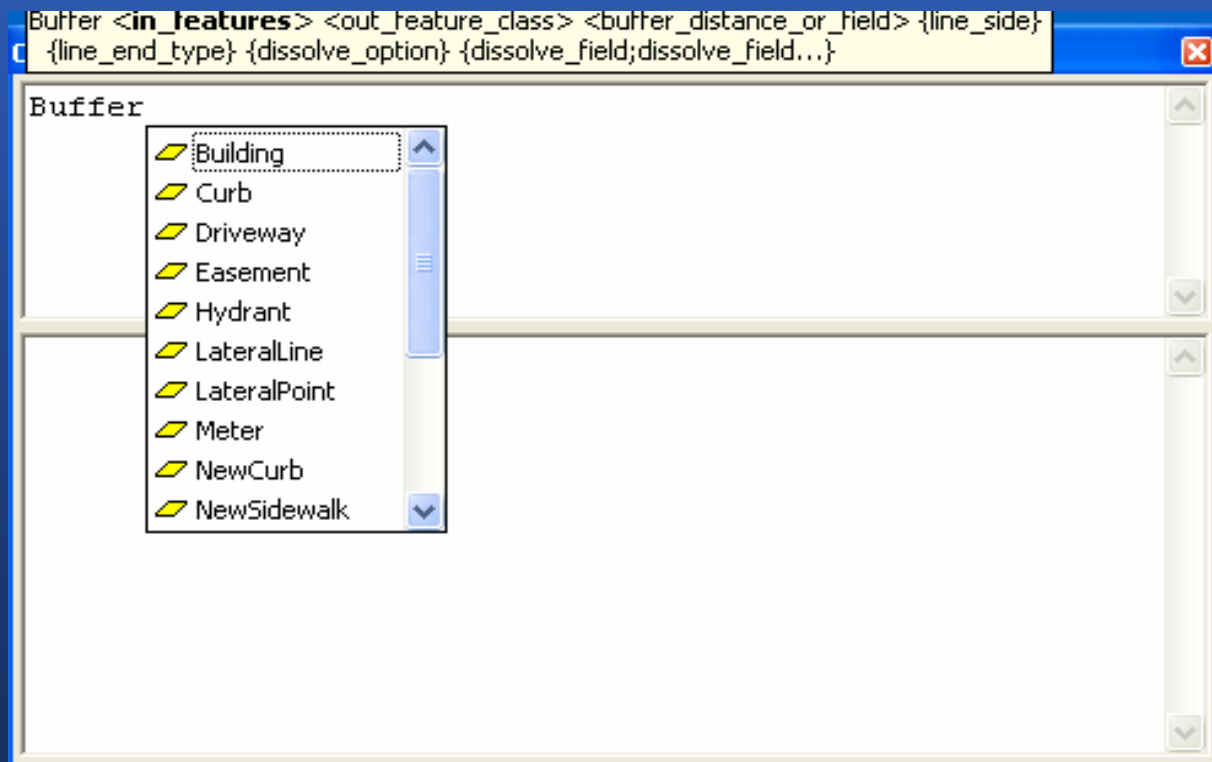 Buffer <in_features> <out_feature_class> <buffer_distance_or_field> {line_side}
{line_end_type} {dissolve_option} {dissolve_field;dissolve_field...}
Buffer
Building
Curb
Driveway
Easement
Hydrant
LateralLine
LateralPoint
Meter
NewCurb
NewSidewalk